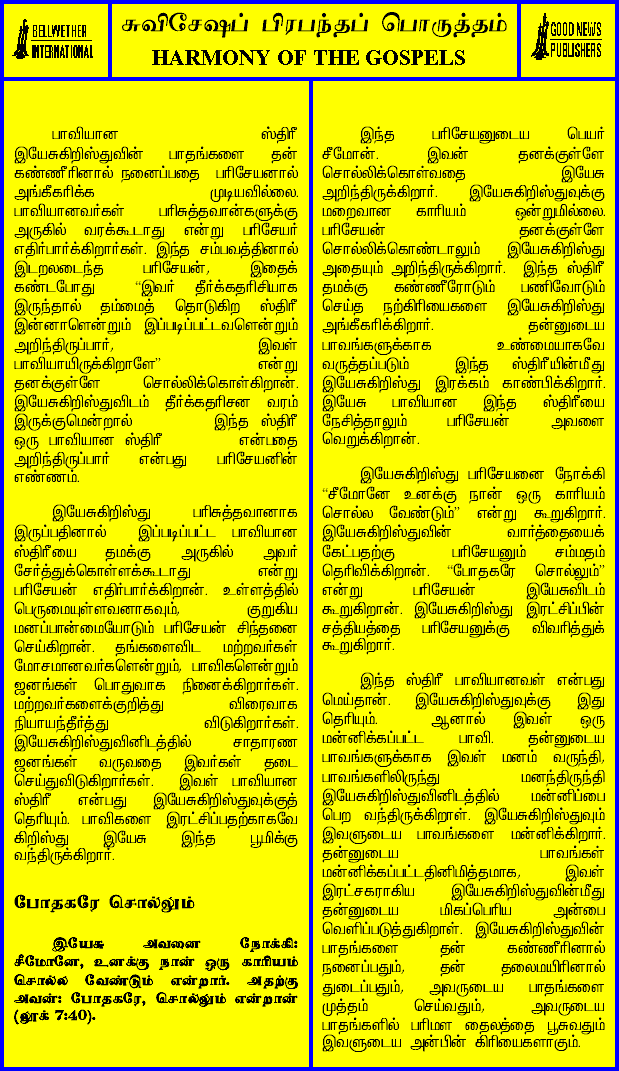 BELLWETHER
INTERNATIONAL
சுவிசேஷப் பிரபந்தப் பொருத்தம்
HARMONY OF THE GOSPELS
GOOD NEWS
PUBLISHERS
பாவியான ஸ்திரீ
இயேசுகிறிஸ்துவின் பாதங்களை தன்
கண்ணீரினால் நனைப்பதை பரிசேயனால்
அங்கீகரிக்க முடியவில்லை.
பாவியானவர்கள் பரிசுத்தவான்களுக்கு
அருகில் வரக்கூடாது என்று பரிசேயர்
எதிர்பார்க்கிறார்கள். இந்த சம்பவத்தினால்
இடறலடைந்த பரிசேயன், இதைக்
கண்டபோது “இவர் தீர்க்கதரிசியாக
இருந்தால் தம்மைத் தொடுகிற ஸ்திரீ
இன்னாளென்றும் இப்படிப்பட்டவளென்றும்
அறிந்திருப்பார், இவள்
பாவியாயிருக்கிறாளே” என்று
தனக்குள்ளே சொல்லிக்கொள்கிறான்.
இயேசுகிறிஸ்துவிடம் தீர்க்கதரிசன வரம்
இருக்குமென்றால் இந்த ஸ்திரீ
ஒரு பாவியான ஸ்திரீ என்பதை
அறிந்திருப்பார் என்பது பரிசேயனின்
எண்ணம்.
இயேசுகிறிஸ்து பரிசுத்தவானாக
இருப்பதினால் இப்படிப்பட்ட பாவியான
ஸ்திரீயை தமக்கு அருகில் அவர்
சேர்த்துக்கொள்ளக்கூடாது என்று
பரிசேயன் எதிர்பார்க்கிறான். உள்ளத்தில்
பெருமையுள்ளவனாகவும், குறுகிய
மனப்பான்மையோடும் பரிசேயன் சிந்தனை
செய்கிறான். தங்களைவிட மற்றவர்கள்
மோசமானவர்களென்றும், பாவிகளென்றும்
ஜனங்கள் பொதுவாக நினைக்கிறார்கள்.
மற்றவர்களைக்குறித்து விரைவாக
நியாயந்தீர்த்து விடுகிறார்கள்.
இயேசுகிறிஸ்துவினிடத்தில் சாதாரண
ஜனங்கள் வருவதை இவர்கள் தடை
செய்துவிடுகிறார்கள். இவள் பாவியான
ஸ்திரீ என்பது இயேசுகிறிஸ்துவுக்குத்
தெரியும். பாவிகளை இரட்சிப்பதற்காகவே
கிறிஸ்து இயேசு இந்த பூமிக்கு
வந்திருக்கிறார்.
போதகரே சொல்லும்
இயேசு அவனை நோக்கி:
சீமோனே, உனக்கு நான் ஒரு காரியம்
சொல்ல வேண்டும் என்றார். அதற்கு
அவன்: போதகரே, சொல்லும் என்றான்
(லூக் 7:40).
இந்த பரிசேயனுடைய பெயர்
சீமோன். இவன் தனக்குள்ளே
சொல்லிக்கொள்வதை இயேசு
அறிந்திருக்கிறார். இயேசுகிறிஸ்துவுக்கு
மறைவான காரியம் ஒன்றுமில்லை.
பரிசேயன் தனக்குள்ளே
சொல்லிக்கொண்டாலும் இயேசுகிறிஸ்து
அதையும் அறிந்திருக்கிறார். இந்த ஸ்திரீ
தமக்கு கண்ணீரோடும் பணிவோடும்
செய்த நற்கிரியைகளை இயேசுகிறிஸ்து
அங்கீகரிக்கிறார். தன்னுடைய
பாவங்களுக்காக உண்மையாகவே
வருத்தப்படும் இந்த ஸ்திரீயின்மீது
இயேசுகிறிஸ்து இரக்கம் காண்பிக்கிறார்.
இயேசு பாவியான இந்த ஸ்திரீயை
நேசித்தாலும் பரிசேயன் அவளை
வெறுக்கிறான்.
இயேசுகிறிஸ்து பரிசேயனை நோக்கி
“சீமோனே உனக்கு நான் ஒரு காரியம்
சொல்ல வேண்டும்” என்று கூறுகிறார்.
இயேசுகிறிஸ்துவின் வார்த்தையைக்
கேட்பதற்கு பரிசேயனும் சம்மதம்
தெரிவிக்கிறான். “போதகரே சொல்லும்”
என்று பரிசேயன் இயேசுவிடம்
கூறுகிறான். இயேசுகிறிஸ்து இரட்சிப்பின்
சத்தியத்தை பரிசேயனுக்கு விவரித்துக்
கூறுகிறார்.
இந்த ஸ்திரீ பாவியானவள் என்பது
மெய்தான். இயேசுகிறிஸ்துவுக்கு இது
தெரியும். ஆனால் இவள் ஒரு
மன்னிக்கப்பட்ட பாவி. தன்னுடைய
பாவங்களுக்காக இவள் மனம் வருந்தி,
பாவங்களிலிருந்து மனந்திருந்தி
இயேசுகிறிஸ்துவினிடத்தில் மன்னிப்பை
பெற வந்திருக்கிறாள். இயேசுகிறிஸ்துவும்
இவளுடைய பாவங்களை மன்னிக்கிறார்.
தன்னுடைய பாவங்கள்
மன்னிக்கப்பட்டதினிமித்தமாக, இவள்
இரட்சகராகிய இயேசுகிறிஸ்துவின்மீது
தன்னுடைய மிகப்பெரிய அன்பை
வெளிப்படுத்துகிறாள். இயேசுகிறிஸ்துவின்
பாதங்களை தன் கண்ணீரினால்
நனைப்பதும், தன் தலைமயிரினால்
துடைப்பதும், அவருடைய பாதங்களை
முத்தம் செய்வதும், அவருடைய
பாதங்களில் பரிமள தைலத்தை பூசுவதும்
இவளுடைய அன்பின் கிரியைகளாகும்.